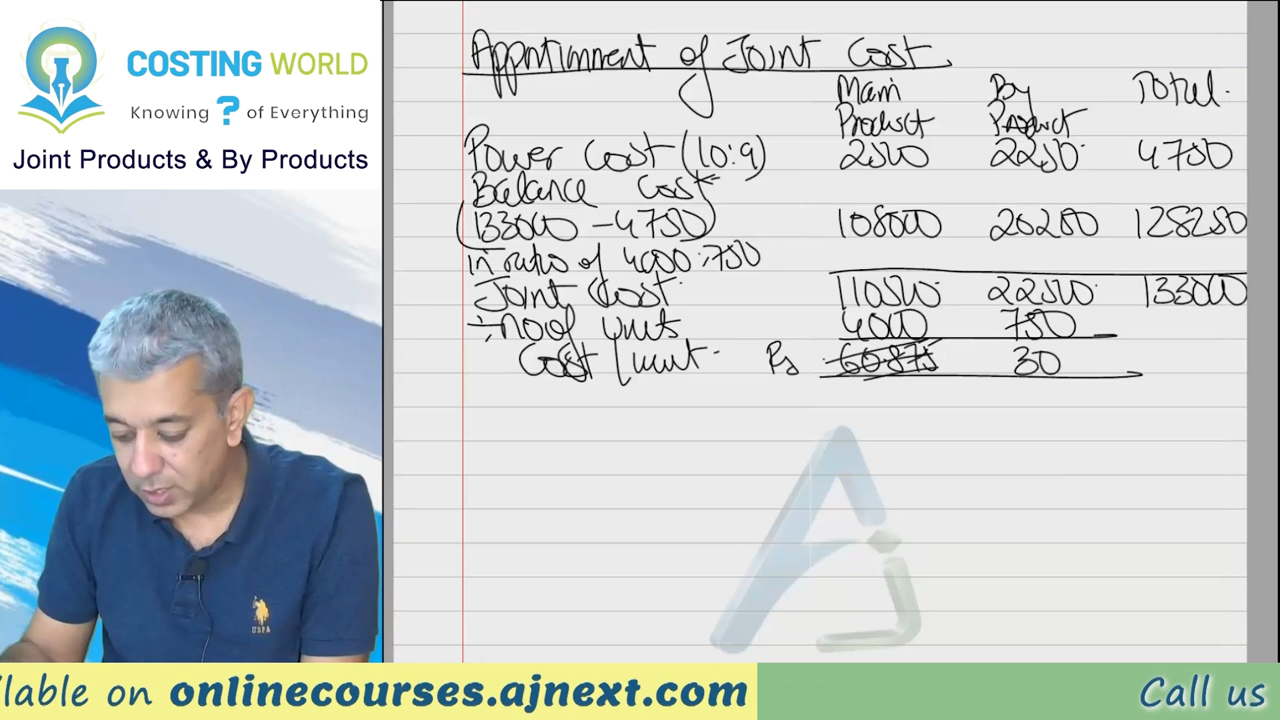 COSTING WORLD
Knowing ? of Everything
Joint Products & By Products
Apportionment of Joint Cost
Main Product By Product Total
Power Cost (10:9) 2500 2250 4750
Balance Cost
(133000 - 4750) 108000 20250 128250
in ratio of 4000:750
Joint Cost 110500 22500 133000
÷ No of units 4000 750
Cost / unit Rs 30
USPA
lable on onlinecourses.ajnext.com
Call us